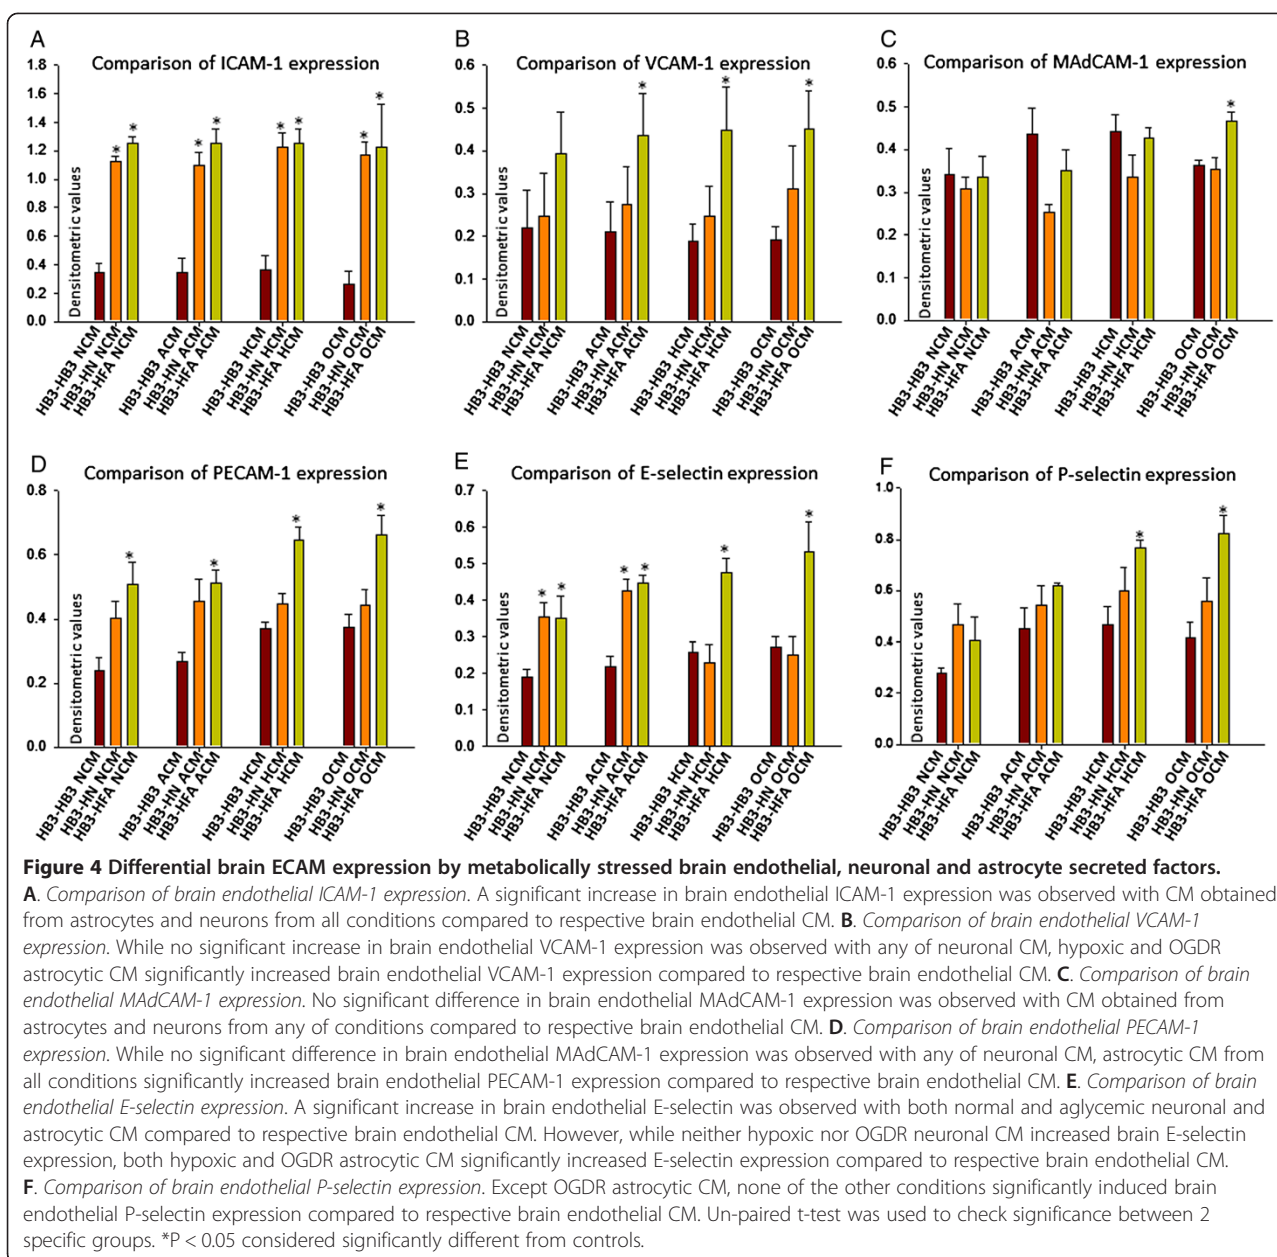 A
Comparison of ICAM-1 expression
1.8
1.6
1.4
1.2
1.0
0.8
0.6
0.4
0.2
0.0
Densitometric values
* * * * * * * *
HB3-HB3 NCM
HB3-HN NCM
HB3-HFA NCM
HB3-HB3 ACM
HB3-HN ACM
HB3-HFA ACM
HB3-HB3 HCM
HB3-HN HCM
HB3-HFA HCM
HB3-HB3 OCM
HB3-HN OCM
HB3-HFA OCM
B
Comparison of VCAM-1 expression
0.6
0.5
0.4
0.3
0.2
0.1
0.0
Densitometric values
* * *
HB3-HB3 NCM
HB3-HN NCM
HB3-HFA NCM
HB3-HB3 ACM
HB3-HN ACM
HB3-HFA ACM
HB3-HB3 HCM
HB3-HN HCM
HB3-HFA HCM
HB3-HB3 OCM
HB3-HN OCM
HB3-HFA OCM
C
Comparison of MAdCAM-1 expression
0.6
0.5
0.4
0.3
0.2
0.1
0.0
Densitometric values
*
HB3-HB3 NCM
HB3-HN NCM
HB3-HFA NCM
HB3-HB3 ACM
HB3-HN ACM
HB3-HFA ACM
HB3-HB3 HCM
HB3-HN HCM
HB3-HFA HCM
HB3-HB3 OCM
HB3-HN OCM
HB3-HFA OCM
D
Comparison of PECAM-1 expression
0.8
0.6
0.4
0.2
0.0
Densitometric values
* * * *
HB3-HB3 NCM
HB3-HN NCM
HB3-HFA NCM
HB3-HB3 ACM
HB3-HN ACM
HB3-HFA ACM
HB3-HB3 HCM
HB3-HN HCM
HB3-HFA HCM
HB3-HB3 OCM
HB3-HN OCM
HB3-HFA OCM
E
Comparison of E-selectin expression
0.7
0.6
0.5
0.4
0.3
0.2
0.1
0.0
Densitometric values
* * * * * *
HB3-HB3 NCM
HB3-HN NCM
HB3-HFA NCM
HB3-HB3 ACM
HB3-HN ACM
HB3-HFA ACM
HB3-HB3 HCM
HB3-HN HCM
HB3-HFA HCM
HB3-HB3 OCM
HB3-HN OCM
HB3-HFA OCM
F
Comparison of P-selectin expression
1.0
0.8
0.6
0.4
0.2
0.0
Densitometric values
* *
HB3-HB3 NCM
HB3-HN NCM
HB3-HFA NCM
HB3-HB3 ACM
HB3-HN ACM
HB3-HFA ACM
HB3-HB3 HCM
HB3-HN HCM
HB3-HFA HCM
HB3-HB3 OCM
HB3-HN OCM
HB3-HFA OCM
Figure 4 Differential brain ECAM expression by metabolically stressed brain endothelial, neuronal and astrocyte secreted factors.
A. Comparison of brain endothelial ICAM-1 expression. A significant increase in brain endothelial ICAM-1 expression was observed with CM obtained
from astrocytes and neurons from all conditions compared to respective brain endothelial CM. B. Comparison of brain endothelial VCAM-1
expression. While no significant increase in brain endothelial VCAM-1 expression was observed with any of neuronal CM, hypoxic and OGDR
astrocytic CM significantly increased brain endothelial VCAM-1 expression compared to respective brain endothelial CM. C. Comparison of brain
endothelial MAdCAM-1 expression. No significant difference in brain endothelial MAdCAM-1 expression was observed with CM obtained from
astrocytes and neurons from any of conditions compared to respective brain endothelial CM. D. Comparison of brain endothelial PECAM-1
expression. While no significant difference in brain endothelial MAdCAM-1 expression was observed with any of neuronal CM, astrocytic CM from
all conditions significantly increased brain endothelial PECAM-1 expression compared to respective brain endothelial CM. E. Comparison of brain
endothelial E-selectin expression. A significant increase in brain endothelial E-selectin was observed with both normal and aglycemic neuronal and
astrocytic CM compared to respective brain endothelial CM. However, while neither hypoxic nor OGDR neuronal CM increased brain E-selectin
expression, both hypoxic and OGDR astrocytic CM significantly increased E-selectin expression compared to respective brain endothelial CM.
F. Comparison of brain endothelial P-selectin expression. Except OGDR astrocytic CM, none of the other conditions significantly induced brain
endothelial P-selectin expression compared to respective brain endothelial CM. Un-paired t-test was used to check significance between 2
specific groups. *P < 0.05 considered significantly different from controls.